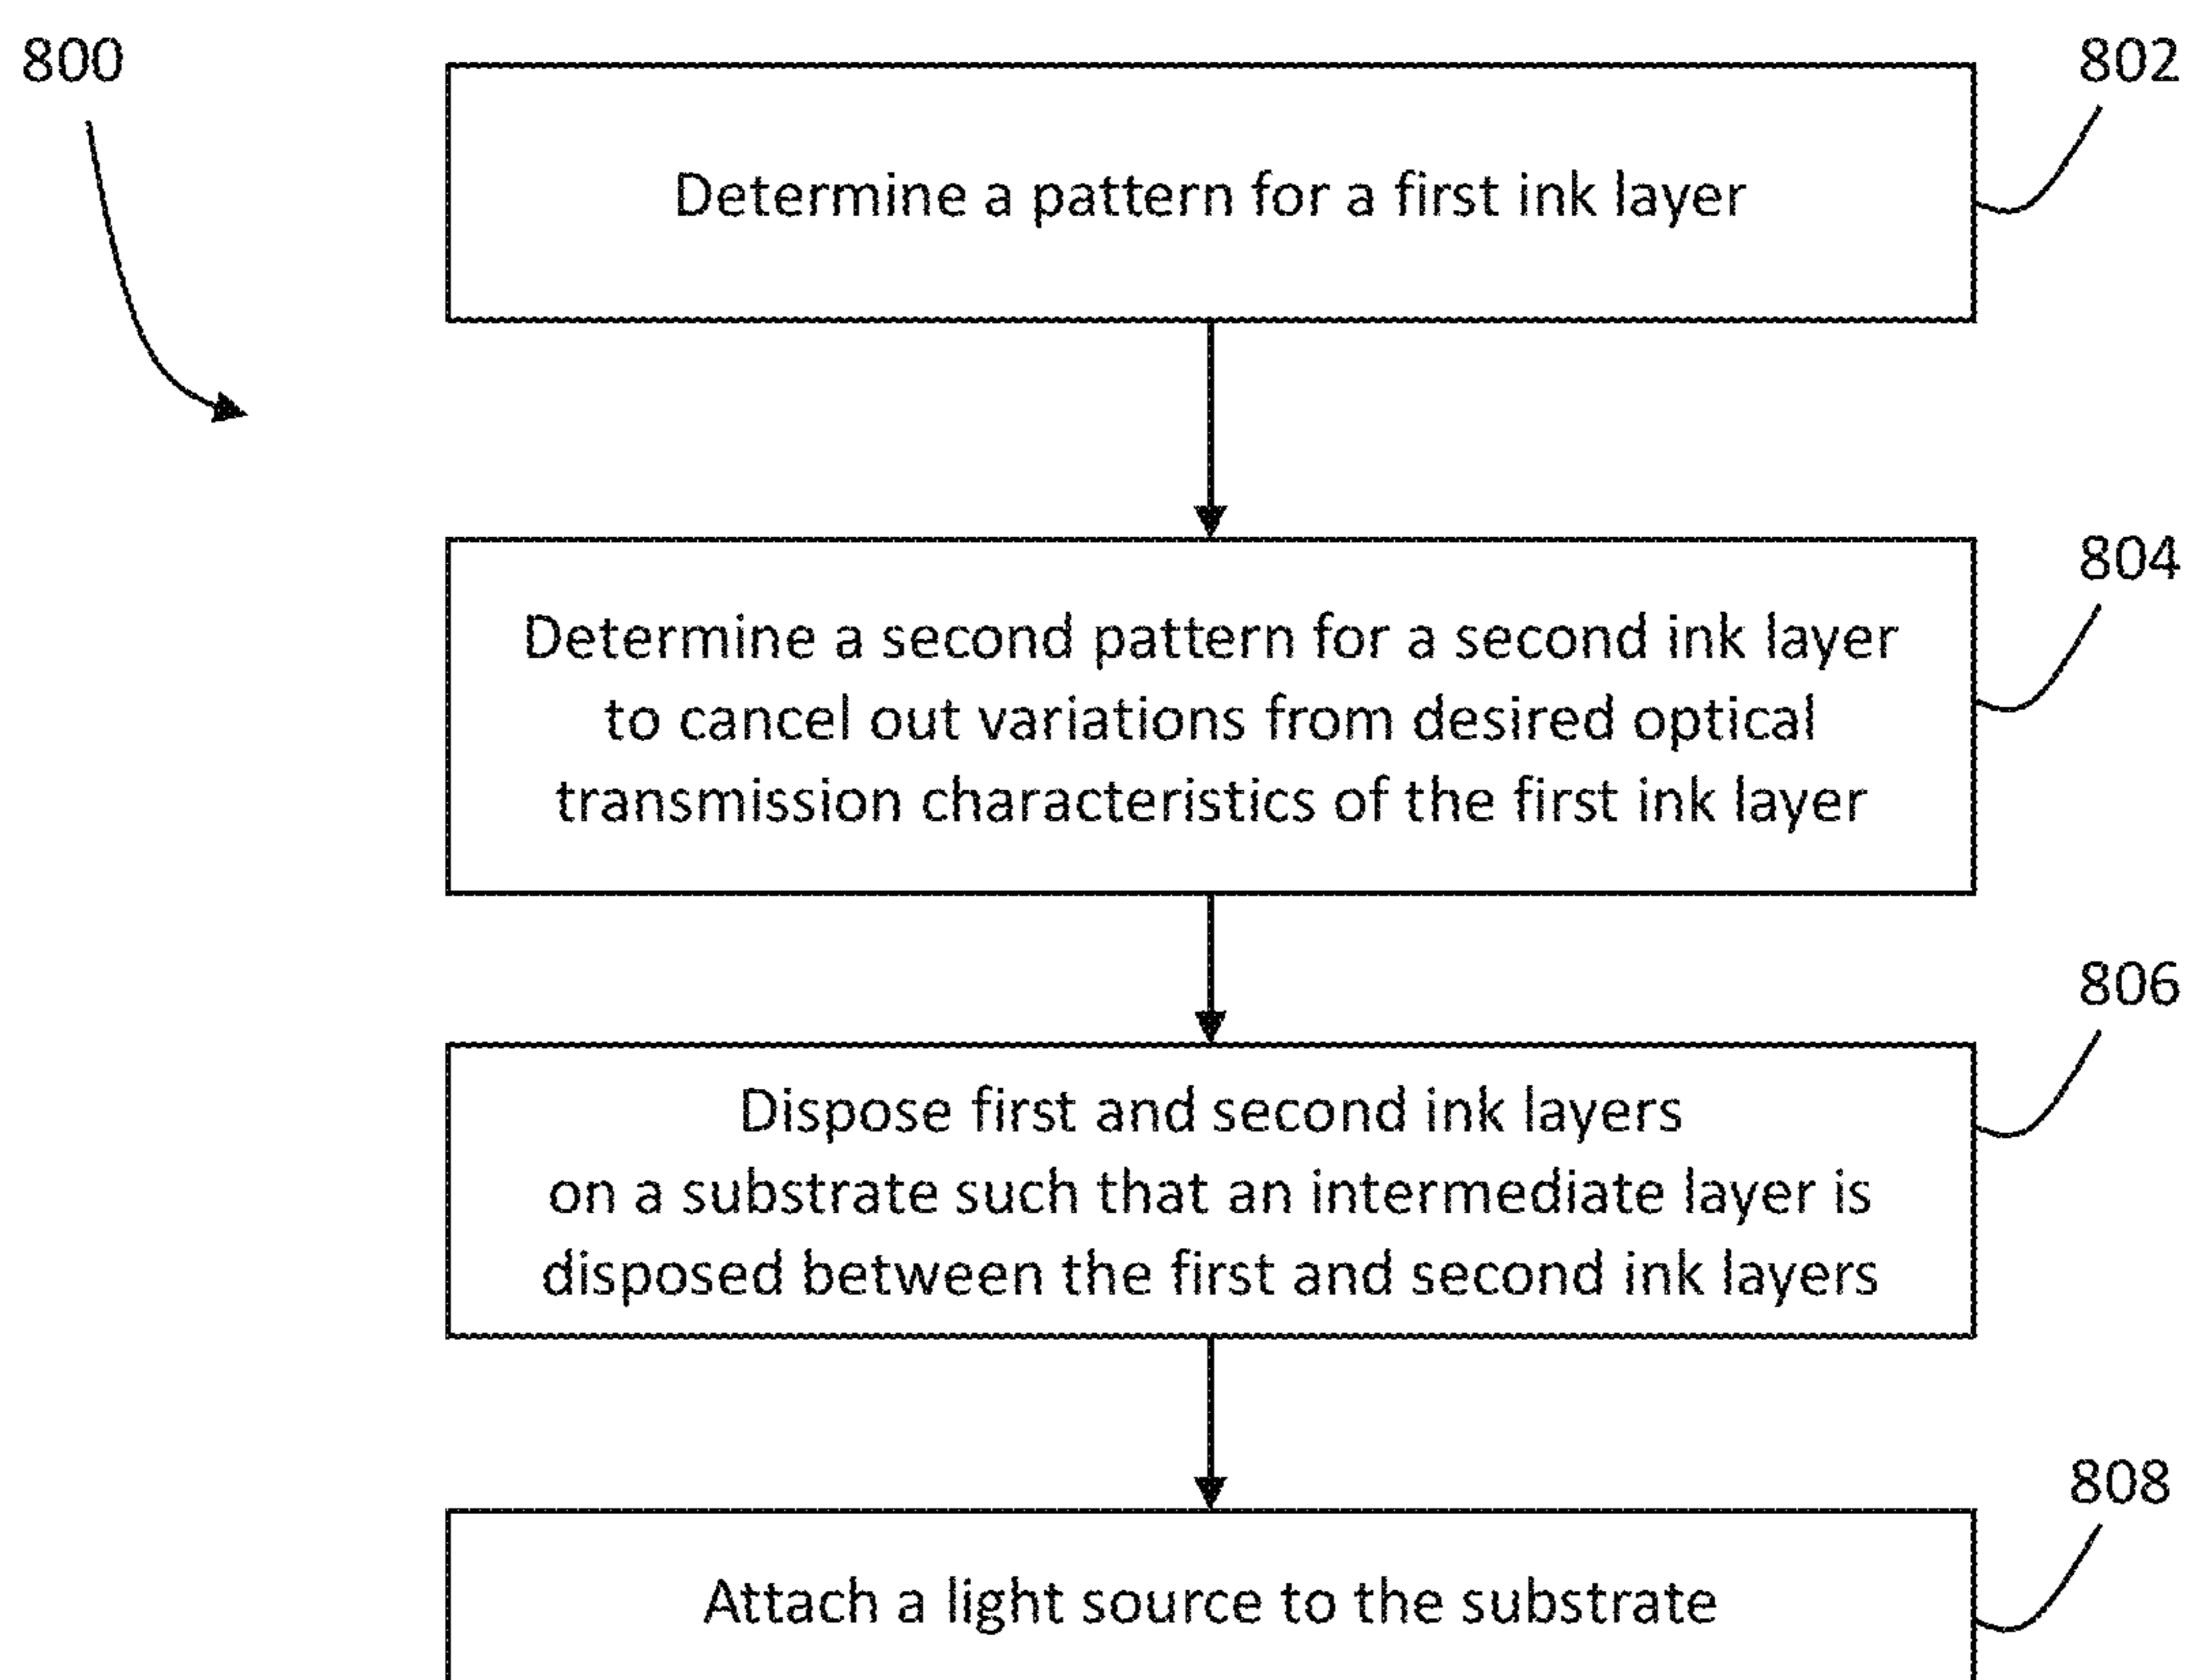 800
802
Determine a pattern for a first ink layer
804
Determine a second pattern for a second ink layer
to cancel out variations from desired optical
transmission characteristics of the first ink layer
806
Dispose first and second ink layers
on a substrate such that an intermediate layer is
disposed between the first and second ink layers
808
Attach a light source to the substrate